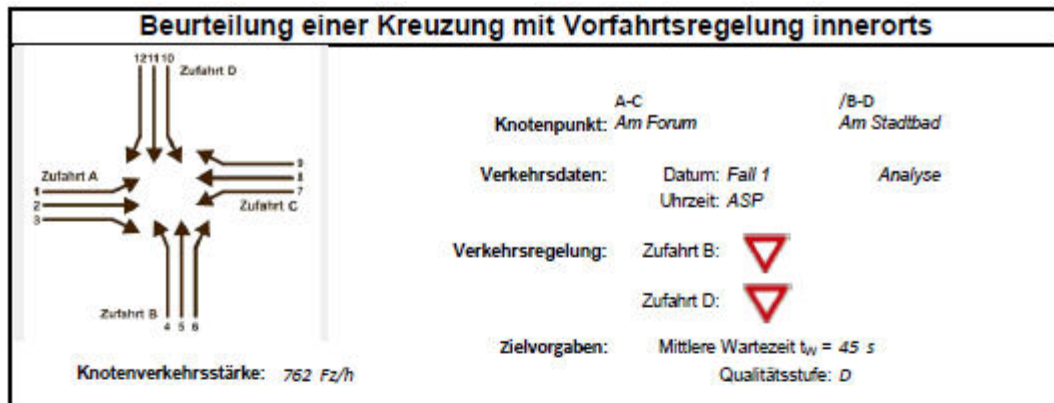 Beurteilung einer Kreuzung mit Vorfahrtsregelung innerorts
12 11 10
Zufahrt D
Zufahrt A
1
2
3
9
8
7
Zufahrt C
Zufahrt B
4 5 6
Knotenverkehrsstärke: 762 Fz/h
A-C /B-D
Knotenpunkt: Am Forum Am Stadtbad
Verkehrsdaten: Datum: Fall 1 Analyse
Uhrzeit: ASP
Verkehrsregelung: Zufahrt B:
Zufahrt D:
Zielvorgaben: Mittlere Wartezeit tW = 45 s
Qualitätsstufe: D